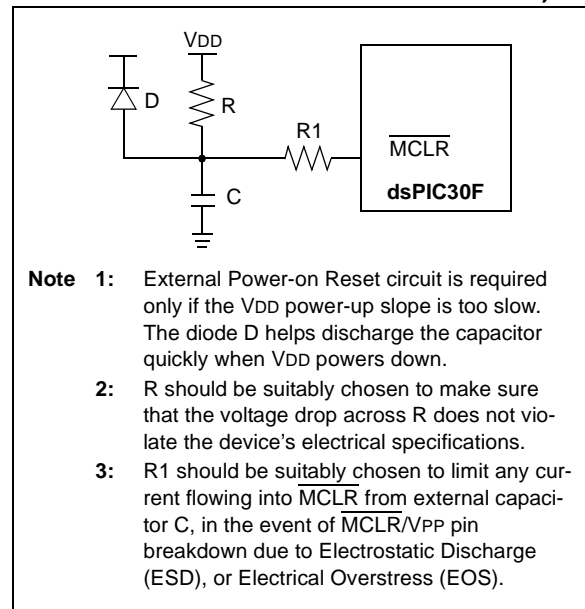 VDD
D
R
R1
MCLR
dsPIC30F
C
Note 1: External Power-on Reset circuit is required
only if the VDD power-up slope is too slow.
The diode D helps discharge the capacitor
quickly when VDD powers down.
2: R should be suitably chosen to make sure
that the voltage drop across R does not vio-
late the device's electrical specifications.
3: R1 should be suitably chosen to limit any cur-
rent flowing into MCLR from external capaci-
tor C, in the event of MCLR/VPP pin
breakdown due to Electrostatic Discharge
(ESD), or Electrical Overstress (EOS).